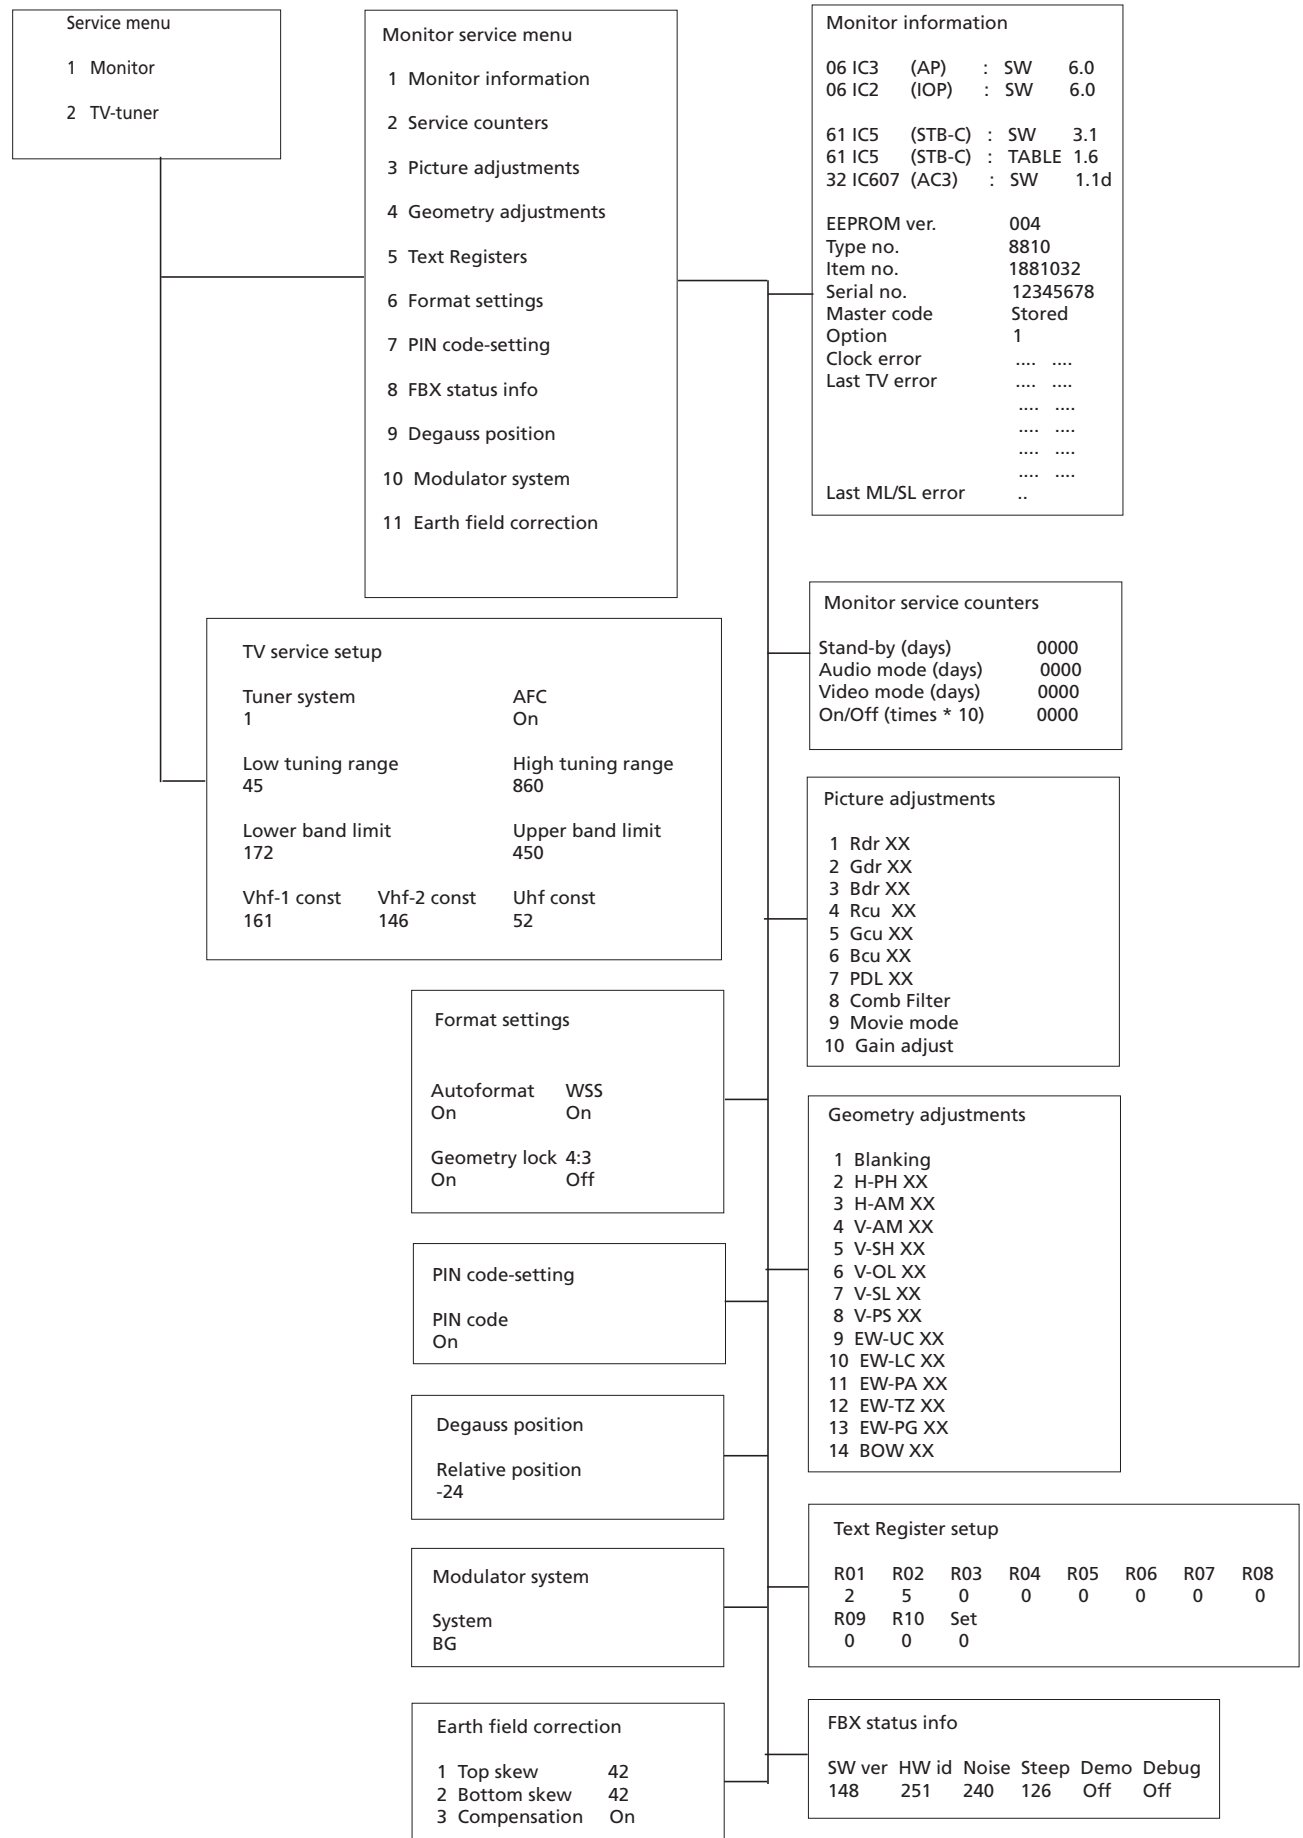 Service menu
1 Monitor
2 TV-tuner
Monitor service menu
1 Monitor information
2 Service counters
3 Picture adjustments
4 Geometry adjustments
5 Text Registers
6 Format settings
7 PIN code-setting
8 FBX status info
9 Degauss position
10 Modulator system
11 Earth field correction
Monitor information
06 IC3 (AP) : SW 6.0
06 IC2 (IOP) : SW 6.0
61 IC5 (STB-C) : SW 3.1
61 IC5 (STB-C) : TABLE 1.6
32 IC607 (AC3) : SW 1.1d
EEPROM ver. 004
Type no. 8810
Item no. 1881032
Serial no. 12345678
Master code Stored
Option 1
Clock error .... ....
Last TV error .... ....
.... ....
.... ....
.... ....
.... ....
Last ML/SL error ..
Monitor service counters
Stand-by (days) 0000
Audio mode (days) 0000
Video mode (days) 0000
On/Off (times * 10) 0000
TV service setup
Tuner system AFC
1 On
Low tuning range High tuning range
45 860
Lower band limit Upper band limit
172 450
Vhf-1 const Vhf-2 const Uhf const
161 146 52
Picture adjustments
1 Rdr XX
2 Gdr XX
3 Bdr XX
4 Rcu XX
5 Gcu XX
6 Bcu XX
7 PDL XX
8 Comb Filter
9 Movie mode
10 Gain adjust
Format settings
Autoformat WSS
On On
Geometry lock 4:3
On Off
Geometry adjustments
1 Blanking
2 H-PH XX
3 H-AM XX
4 V-AM XX
5 V-SH XX
6 V-OL XX
7 V-SL XX
8 V-PS XX
9 EW-UC XX
10 EW-LC XX
11 EW-PA XX
12 EW-TZ XX
13 EW-PG XX
14 BOW XX
PIN code-setting
PIN code
On
Degauss position
Relative position
-24
Text Register setup
R01 R02 R03 R04 R05 R06 R07 R08
2 5 0 0 0 0 0 0
R09 R10 Set
0 0 0
Modulator system
System
BG
Earth field correction
1 Top skew 42
2 Bottom skew 42
3 Compensation On
FBX status info
SW ver HW id Noise Steep Demo Debug
148 251 240 126 Off Off